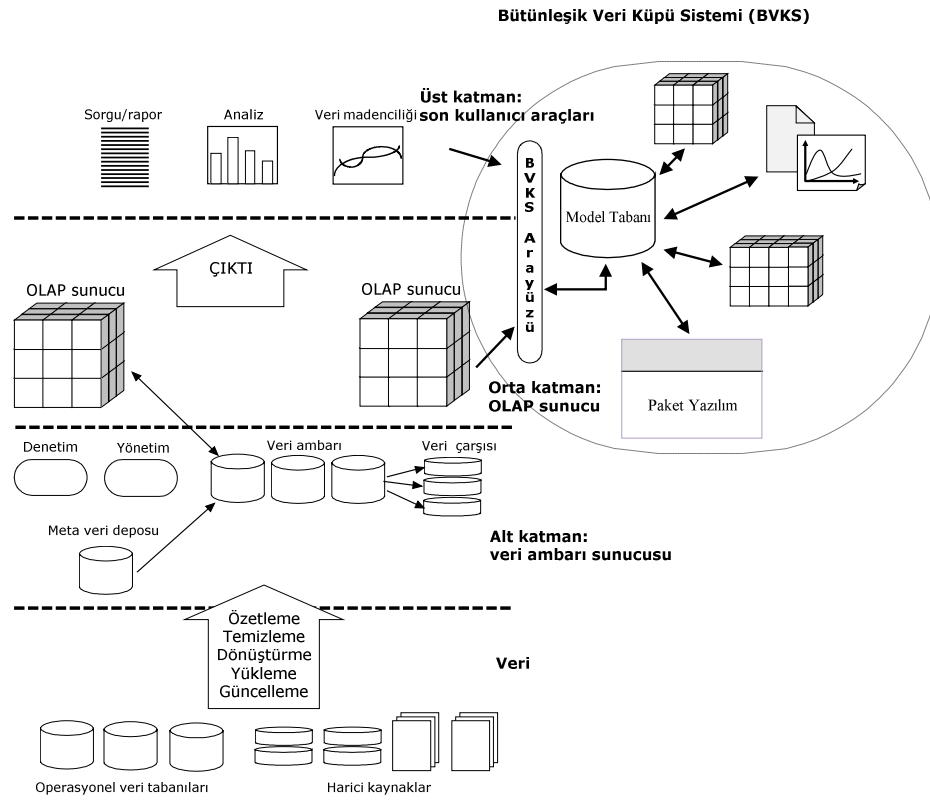 Bütünleşik Veri Küpü Sistemi (BVKS)
Sorgu/rapor
Analiz
Veri madenciliği
Üst katman:
son kullanıcı araçları
BVKS Arayüzü
Model Tabanı
ÇIKTI
OLAP sunucu
OLAP sunucu
Orta katman:
OLAP sunucu
Paket Yazılım
Denetim
Yönetim
Veri ambarı
Veri çarşısı
Meta veri deposu
Alt katman:
veri ambarı sunucusu
Özetleme
Temizleme
Dönüştürme
Yükleme
Güncelleme
Veri
Operasyonel veri tabanıları
Harici kaynaklar